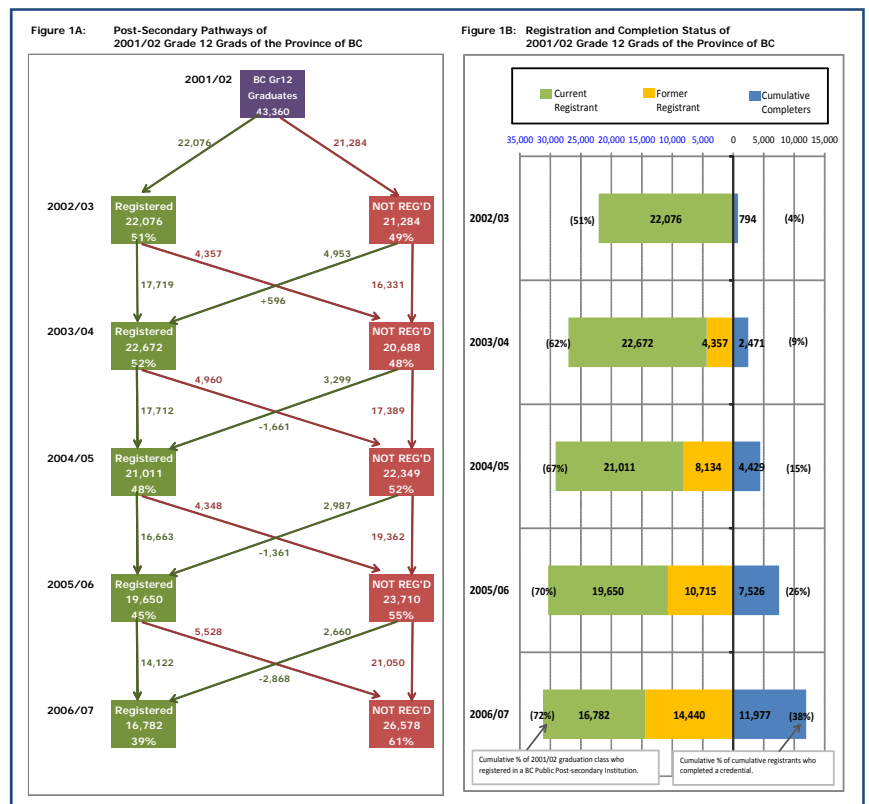 Figure 1A: Post-Secondary Pathways of
2001/02 Grade 12 Grads of the Province of BC
2001/02
BC Gr12
Graduates
43,360
22,076
21,284
2002/03
Registered
22,076
51%
NOT REG'D
21,284
49%
4,357
4,953
17,719
16,331
+596
2003/04
Registered
22,672
52%
NOT REG'D
20,688
48%
4,960
3,299
17,712
17,389
-1,661
2004/05
Registered
21,011
48%
NOT REG'D
22,349
52%
4,348
2,987
16,663
19,362
-1,361
2005/06
Registered
19,650
45%
NOT REG'D
23,710
55%
5,528
2,660
14,122
21,050
-2,868
2006/07
Registered
16,782
39%
NOT REG'D
26,578
61%
Figure 1B: Registration and Completion Status of
2001/02 Grade 12 Grads of the Province of BC
Current
Registrant
Former
Registrant
Cumulative
Completers
35,000 30,000 25,000 20,000 15,000 10,000 5,000 0 5,000 10,000 15,000
2002/03 (51%) 22,076 794 (4%)
2003/04 (62%) 22,672 4,357 2,471 (9%)
2004/05 (67%) 21,011 8,134 4,429 (15%)
2005/06 (70%) 19,650 10,715 7,526 (26%)
2006/07 (72%) 16,782 14,440 11,977 (38%)
Cumulative % of 2001/02 graduation class who
registered in a BC Public Post-secondary Institution.
Cumulative % of cumulative registrants who
completed a credential.